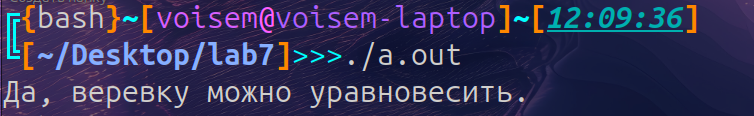 {bash}~[voisem@voisem-laptop]~[12:09:36]
[~/Desktop/lab7]>>>./a.out
Да, веревку можно уравновесить.